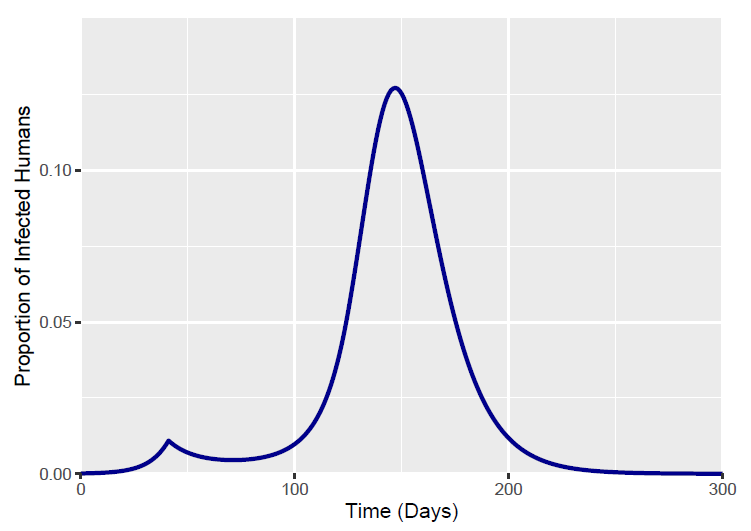 Proportion of Infected Humans
0.10
0.05
0.00
0 100 200 300
Time (Days)